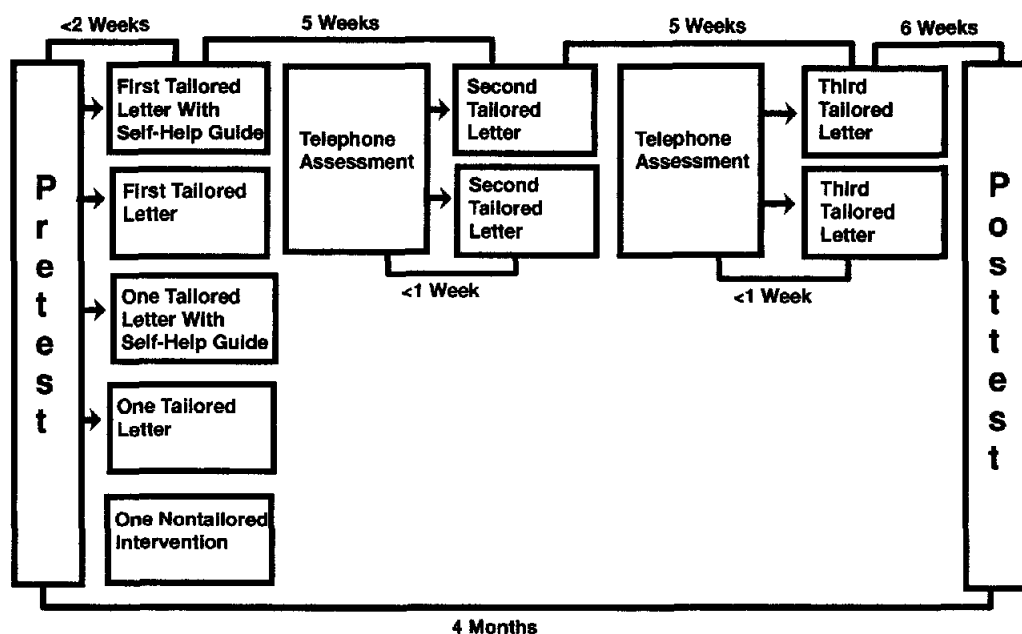 <2 Weeks
5 Weeks
5 Weeks
6 Weeks
Pretest
First Tailored
Letter With
Self-Help Guide
First Tailored
Letter
One Tailored
Letter With
Self-Help Guide
One Tailored
Letter
One Nontailored
Intervention
Telephone
Assessment
Second
Tailored
Letter
Second
Tailored
Letter
<1 Week
Telephone
Assessment
Third
Tailored
Letter
Third
Tailored
Letter
<1 Week
Posttest
4 Months